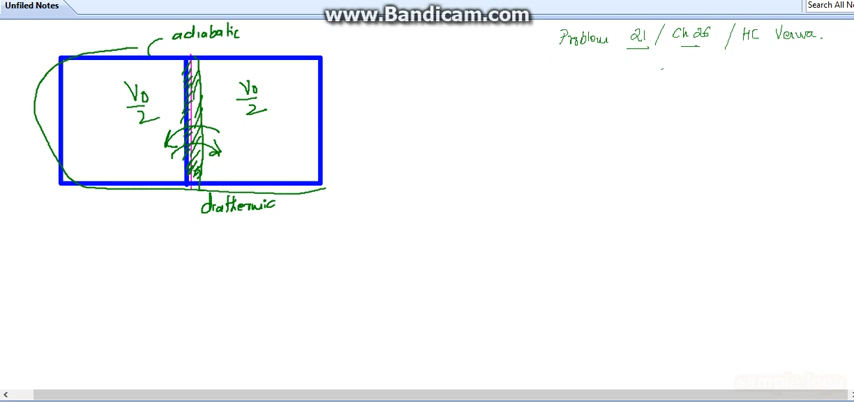 Unfiled Notes
www.Bandicam.com
Search All No
adiabatic
Problem 21 / Ch 26 / HC Verma.
V0/2
V0/2
diathermic